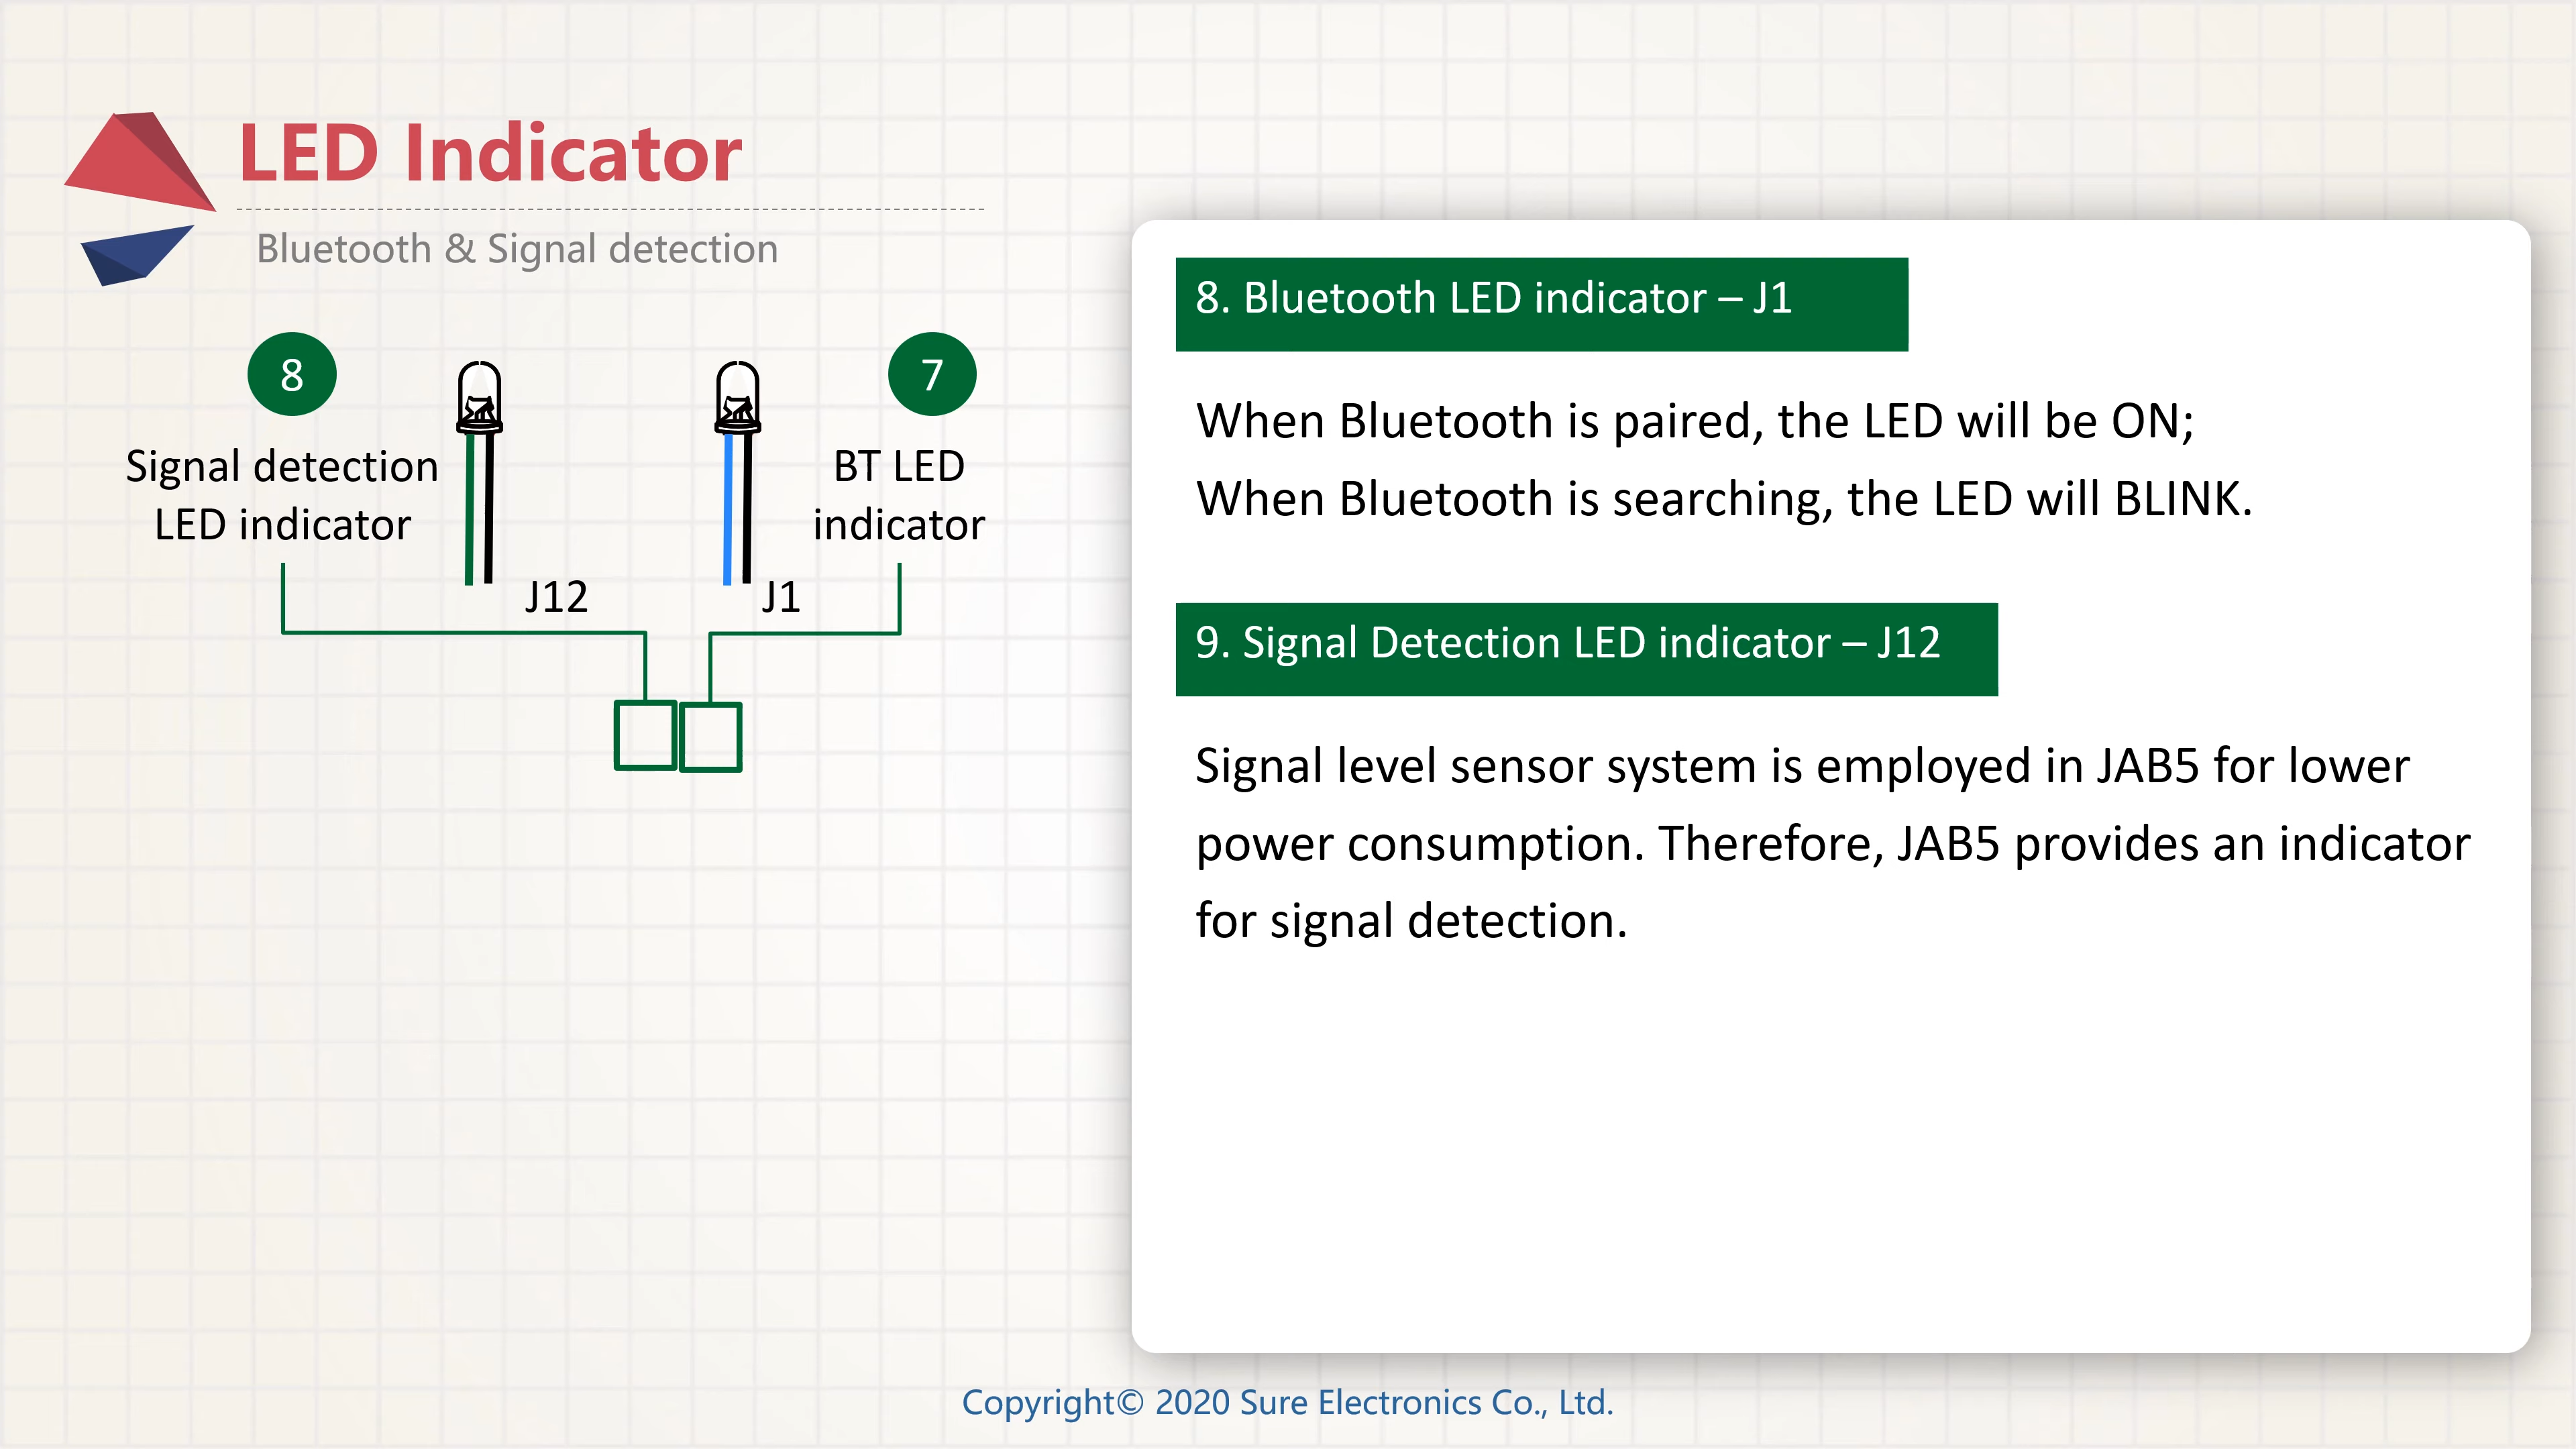 LED Indicator
Bluetooth & Signal detection
8
7
Signal detection
LED indicator
BT LED
indicator
J12
J1
8. Bluetooth LED indicator – J1
When Bluetooth is paired, the LED will be ON;
When Bluetooth is searching, the LED will BLINK.
9. Signal Detection LED indicator – J12
Signal level sensor system is employed in JAB5 for lower
power consumption. Therefore, JAB5 provides an indicator
for signal detection.
Copyright© 2020 Sure Electronics Co., Ltd.